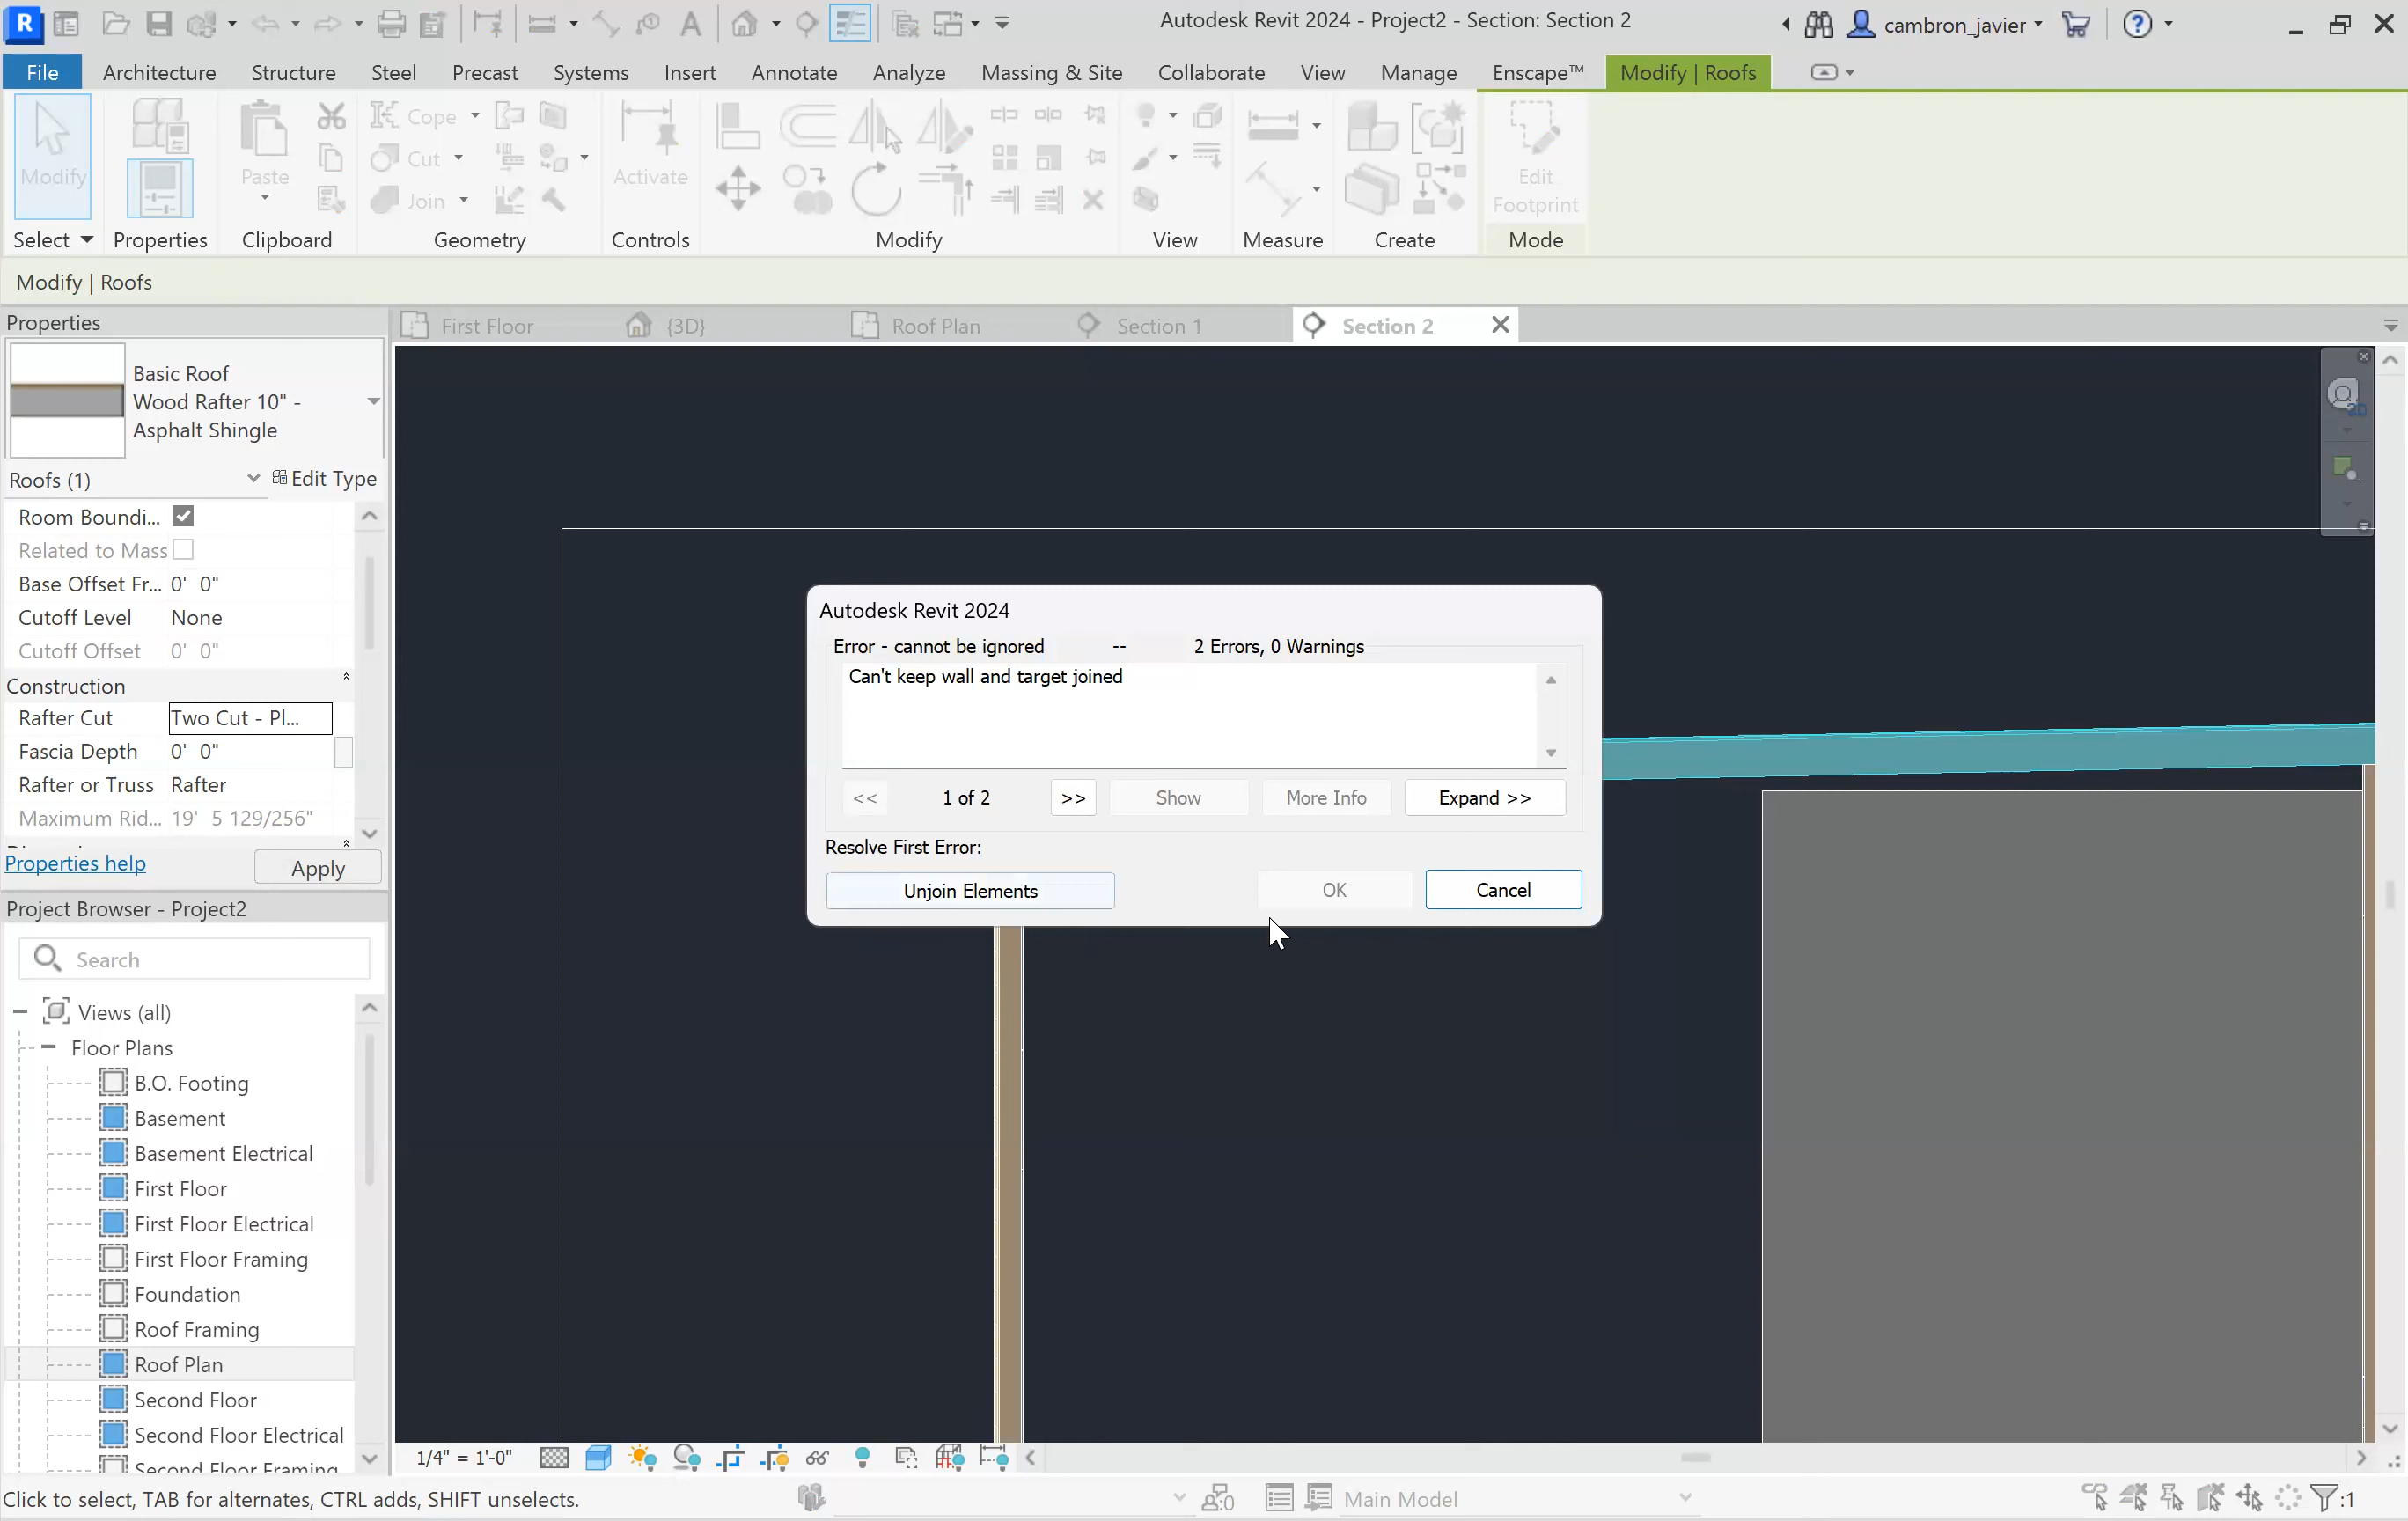 R
Autodesk Revit 2024 - Project2 - Section: Section 2
cambron_javier
File Architecture Structure Steel Precast Systems Insert Annotate Analyze Massing & Site Collaborate View Manage Enscape™ Modify | Roofs
Cope
Cut
Join
Modify
Paste
Activate
Edit
Footprint
Select Properties Clipboard Geometry Controls Modify View Measure Create Mode
Modify | Roofs
Properties
First Floor {3D} Roof Plan Section 1 Section 2
Basic Roof
Wood Rafter 10" -
Asphalt Shingle
Roofs (1) Edit Type
Room Boundi...
Related to Mass
Base Offset Fr... 0' 0"
Cutoff Level None
Cutoff Offset 0' 0"
Construction
Rafter Cut Two Cut - Pl...
Fascia Depth 0' 0"
Rafter or Truss Rafter
Maximum Rid... 19' 5 129/256"
Properties help Apply
2D
Autodesk Revit 2024
Error - cannot be ignored -- 2 Errors, 0 Warnings
Can't keep wall and target joined
<< 1 of 2 >> Show More Info Expand >>
Resolve First Error:
Unjoin Elements OK Cancel
Project Browser - Project2
Search
Views (all)
Floor Plans
B.O. Footing
Basement
Basement Electrical
First Floor
First Floor Electrical
First Floor Framing
Foundation
Roof Framing
Roof Plan
Second Floor
Second Floor Electrical
Second Floor Framing
1/4" = 1'-0"
Click to select, TAB for alternates, CTRL adds, SHIFT unselects.
:0
Main Model
:1